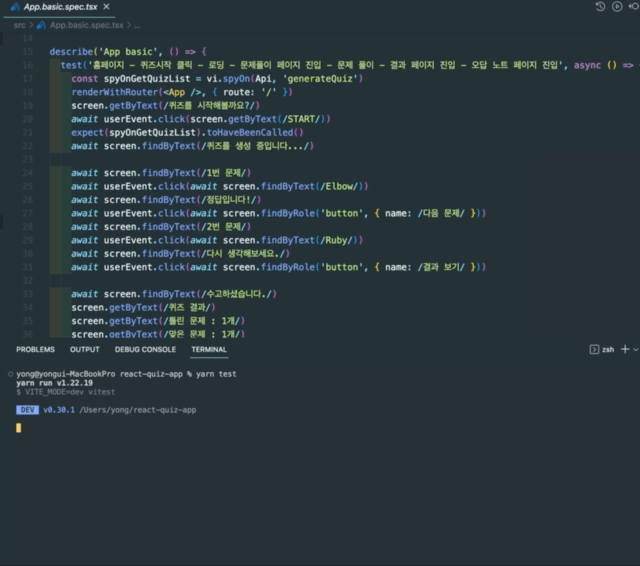 App.basic.spec.tsx ×
src > App.basic.spec.tsx > ...
14
15 describe('App basic', () => {
16 test('홈페이지 - 퀴즈시작 클릭 - 로딩 - 문제풀이 페이지 진입 - 문제 풀이 - 결과 페이지 진입 - 오답 노트 페이지 진입', async () =>
17 const spyOnGetQuizList = vi.spyOn(Api, 'generateQuiz')
18 renderWithRouter(<App />, { route: '/' })
19 screen.getByText(/퀴즈를 시작해볼까요?/)
20 await userEvent.click(screen.getByText(/START/))
21 expect(spyOnGetQuizList).toHaveBeenCalled()
22 await screen.findByText(/퀴즈를 생성 중입니다.../)
23
24 await screen.findByText(/1번 문제/)
25 await userEvent.click(await screen.findByText(/Elbow/))
26 await screen.findByText(/정답입니다!/)
27 await userEvent.click(await screen.findByRole('button', { name: /다음 문제/ }))
28 await screen.findByText(/2번 문제/)
29 await userEvent.click(await screen.findByText(/Ruby/))
30 await screen.findByText(/다시 생각해보세요./)
31 await userEvent.click(await screen.findByRole('button', { name: /결과 보기/ }))
32
33 await screen.findByText(/수고하셨습니다./)
34 screen.getByText(/퀴즈 결과/)
35 screen.getByText(/틀린 문제 : 1개/)
36 screen.getByText(/맞은 문제 : 1개/)
PROBLEMS OUTPUT DEBUG CONSOLE TERMINAL zsh
yong@yongui-MacBookPro react-quiz-app % yarn test
yarn run v1.22.19
$ VITE_MODE=dev vitest
DEV v0.30.1 /Users/yong/react-quiz-app